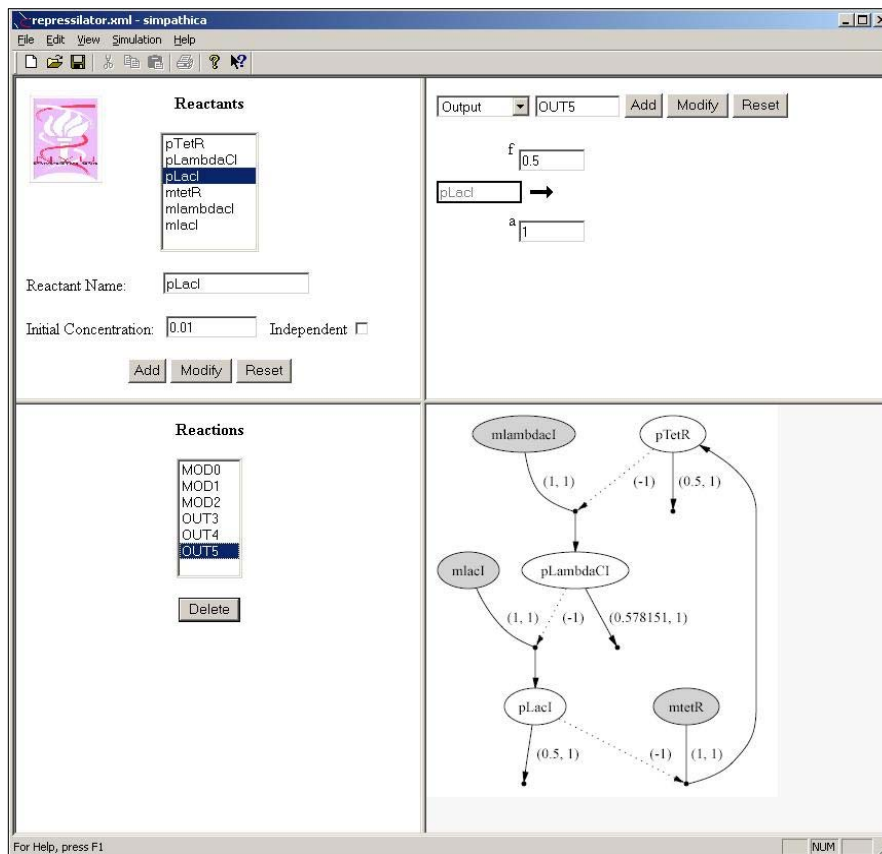 repressilator.xml - simpathica
File Edit View Simulation Help
Reactants
pTetR
pLambdaCI
pLacI
mtetR
mlambdacI
mlacI
Reactant Name: pLacI
Initial Concentration: 0.01 Independent
Add Modify Reset
Output OUT5 Add Modify Reset
f 0.5
pLacI
a 1
Reactions
MOD0
MOD1
MOD2
OUT3
OUT4
OUT5
Delete
mlambdacI pTetR
(1, 1) (-1) (0.5, 1)
mlacI pLambdaCI
(1, 1) (-1) (0.578151, 1)
pLacI mtetR
(0.5, 1) (-1) (1, 1)
For Help, press F1 NUM